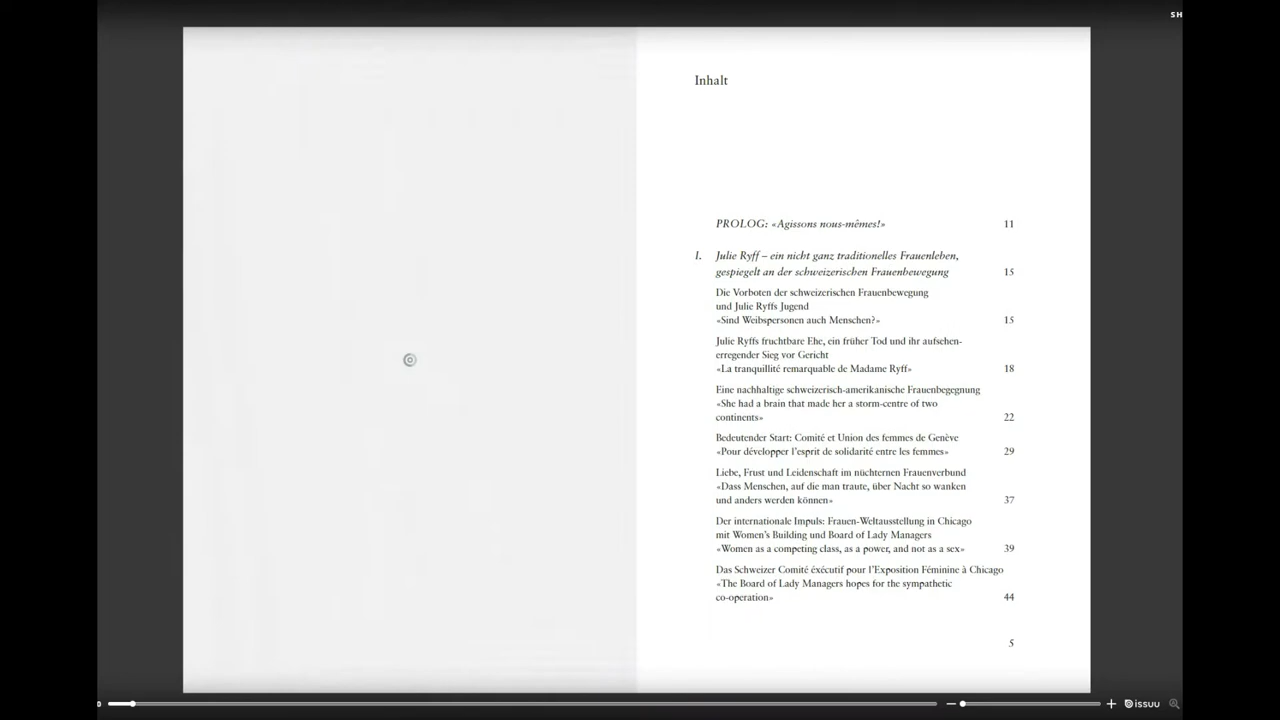 SH
Inhalt
PROLOG: «Agissons nous-mêmes!» 11
I. Julie Ryff – ein nicht ganz traditionelles Frauenleben,
gespiegelt an der schweizerischen Frauenbewegung 15
Die Vorboten der schweizerischen Frauenbewegung
und Julie Ryffs Jugend
«Sind Weibspersonen auch Menschen?» 15
Julie Ryffs fruchtbare Ehe, ein früher Tod und ihr aufsehen-
erregender Sieg vor Gericht
«La tranquillité remarquable de Madame Ryff» 18
Eine nachhaltige schweizerisch-amerikanische Frauenbegegnung
«She had a brain that made her a storm-centre of two
continents» 22
Bedeutender Start: Comité et Union des femmes de Genève
«Pour développer l'esprit de solidarité entre les femmes» 29
Liebe, Frust und Leidenschaft im nüchternen Frauenverbund
«Dass Menschen, auf die man traute, über Nacht so wanken
und anders werden können» 37
Der internationale Impuls: Frauen-Weltausstellung in Chicago
mit Women's Building und Board of Lady Managers
«Women as a competing class, as a power, and not as a sex» 39
Das Schweizer Comité éxécutif pour l'Exposition Féminine à Chicago
«The Board of Lady Managers hopes for the sympathetic
co-operation» 44
5
issuu